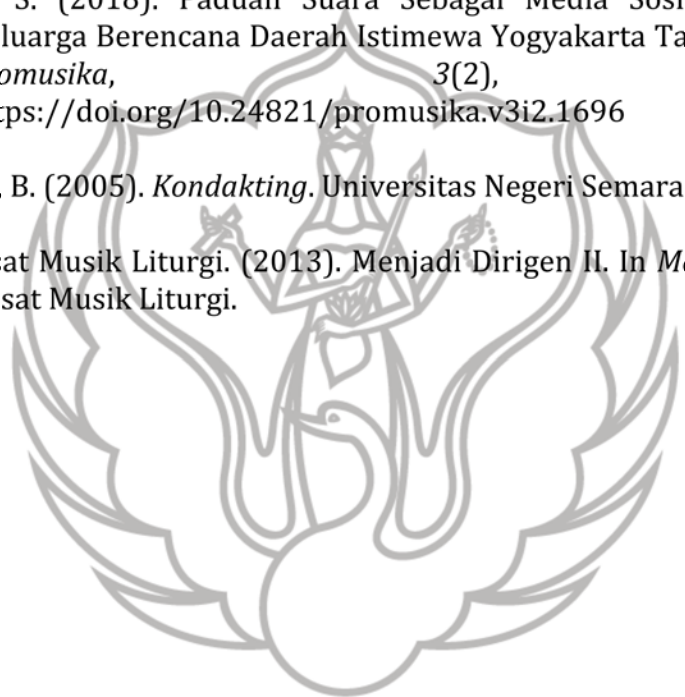 S. (2018). Paduan Suara Sebagai Media Sosi
luarga Berencana Daerah Istimewa Yogyakarta Ta
omusika, 3(2),
tps://doi.org/10.24821/promusika.v3i2.1696
, B. (2005). Kondakting. Universitas Negeri Semara
sat Musik Liturgi. (2013). Menjadi Dirigen II. In M
sat Musik Liturgi.